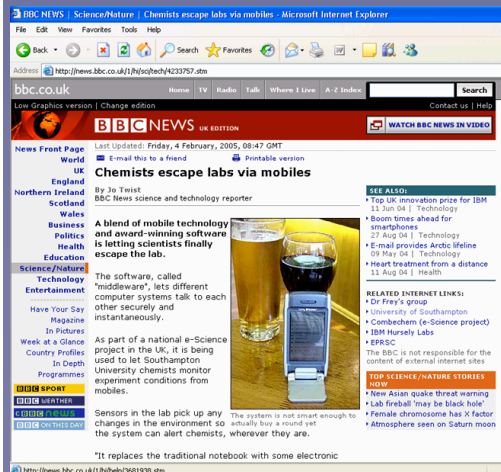 BBC NEWS | Science/Nature | Chemists escape labs via mobiles - Microsoft Internet Explorer
File Edit View Favorites Tools Help
Back Search Favorites
Address http://news.bbc.co.uk/1/hi/sci/tech/4233757.stm
bbc.co.uk Home TV Radio Talk Where I Live A-Z Index Search
Low Graphics version | Change edition Contact us | Help
BBC NEWS UK EDITION WATCH BBC NEWS IN VIDEO
News Front Page
World
UK
England
Northern Ireland
Scotland
Wales
Business
Politics
Health
Education
Science/Nature
Technology
Entertainment
Have Your Say
Magazine
In Pictures
Week at a Glance
Country Profiles
In Depth
Programmes
BBC SPORT
BBC WEATHER
CBBC news
BBC ON THIS DAY
Last Updated: Friday, 4 February, 2005, 08:47 GMT
E-mail this to a friend Printable version
Chemists escape labs via mobiles
By Jo Twist
BBC News science and technology reporter
A blend of mobile technology
and award-winning software
is letting scientists finally
escape the lab.
The software, called
"middleware", lets different
computer systems talk to each
other securely and
instantaneously.
As part of a national e-Science
project in the UK, it is being
used to let Southampton
University chemists monitor
experiment conditions from
mobiles.
Sensors in the lab pick up any
changes in the environment so
the system can alert chemists, wherever they are.
"It replaces the traditional notebook with some electronic
The system is not smart enough to
actually buy a round yet
SEE ALSO:
Top UK innovation prize for IBM
11 Jun 04 | Technology
Boom times ahead for
smartphones
27 Aug 04 | Technology
E-mail provides Arctic lifeline
09 May 04 | Technology
Heart treatment from a distance
11 Aug 04 | Health
RELATED INTERNET LINKS:
Dr Frey's group
University of Southampton
Combechem (e-Science project)
IBM Hursely Labs
EPRSC
The BBC is not responsible for the
content of external internet sites
TOP SCIENCE/NATURE STORIES
NOW
New Asian quake threat warning
Lab fireball 'may be black hole'
Female chromosome has X factor
Atmosphere seen on Saturn moon
http://news.bbc.co.uk/1/hi/help/3681938.stm